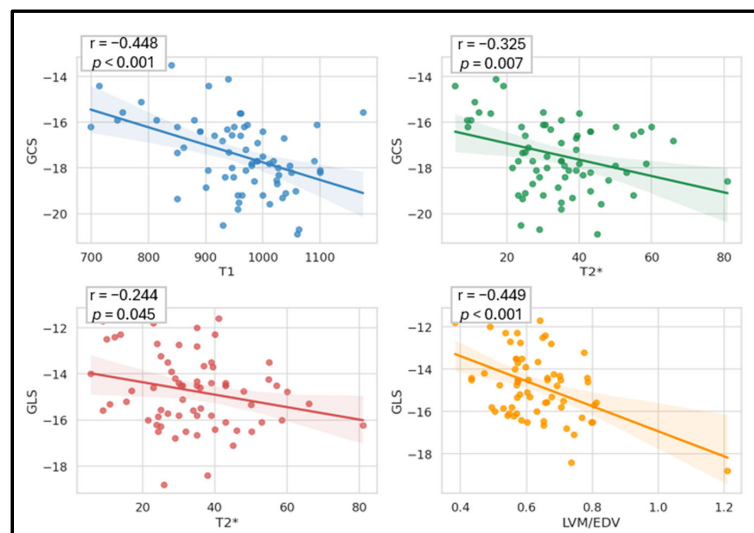 r = −0.448
p < 0.001
−14
−16
−18
−20
GCS
700
800
900
1000
1100
T1
r = −0.325
p = 0.007
−14
−16
−18
−20
GCS
20
40
60
80
T2*
r = −0.244
p = 0.045
−12
−14
−16
−18
GLS
20
40
60
80
T2*
r = −0.449
p < 0.001
−12
−14
−16
−18
GLS
0.4
0.6
0.8
1.0
1.2
LVM/EDV